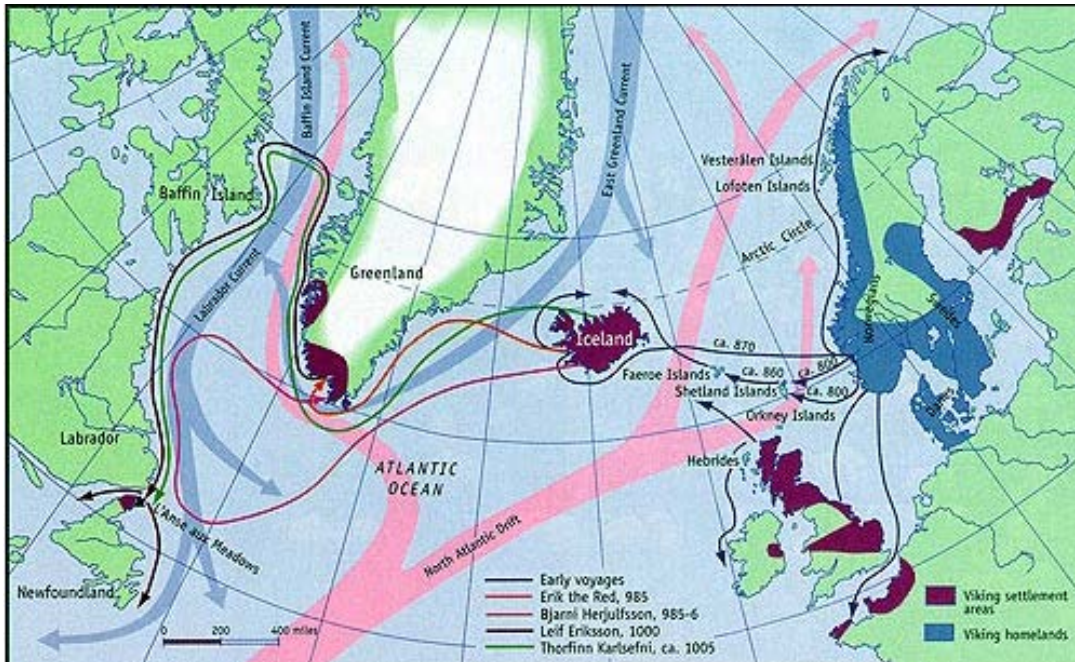 Baffin Island Current
East Greenland Current
Vesterålen Islands
Lofoten Islands
Baffin Island
Arctic Circle
Labrador Current
Greenland
Norwegians
Swedes
Iceland
ca. 870
Faeroe Islands
ca. 860
ca. 800
Shetland Islands
ca. 800
Danes
Orkney Islands
Labrador
Hebrides
ATLANTIC
OCEAN
L'Anse aux Meadows
North Atlantic Drift
Newfoundland
Early voyages
Erik the Red, 985
Bjarni Herjulfsson, 985-6
Leif Eriksson, 1000
Thorfinn Karlsefni, ca. 1005
0 200 400 miles
Viking settlement
areas
Viking homelands